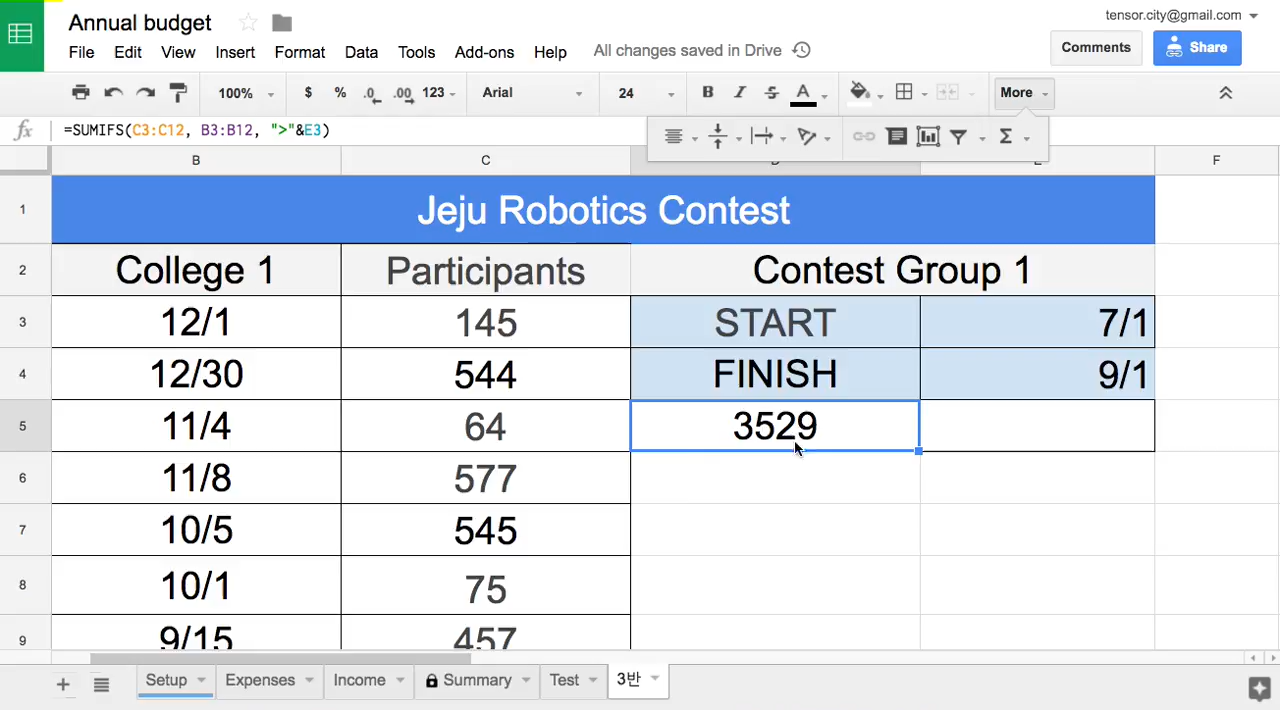 Annual budget
tensor.city@gmail.com
File Edit View Insert Format Data Tools Add-ons Help All changes saved in Drive
Comments Share
100% $ % .0 .00 123 Arial 24 B I S A More
fx =SUMIFS(C3:C12, B3:B12, ">"&E3)
B C D E F
1 Jeju Robotics Contest
2 College 1 Participants Contest Group 1
3 12/1 145 START 7/1
4 12/30 544 FINISH 9/1
5 11/4 64 3529
6 11/8 577
7 10/5 545
8 10/1 75
9 9/15 457
Setup Expenses Income Summary Test 3반